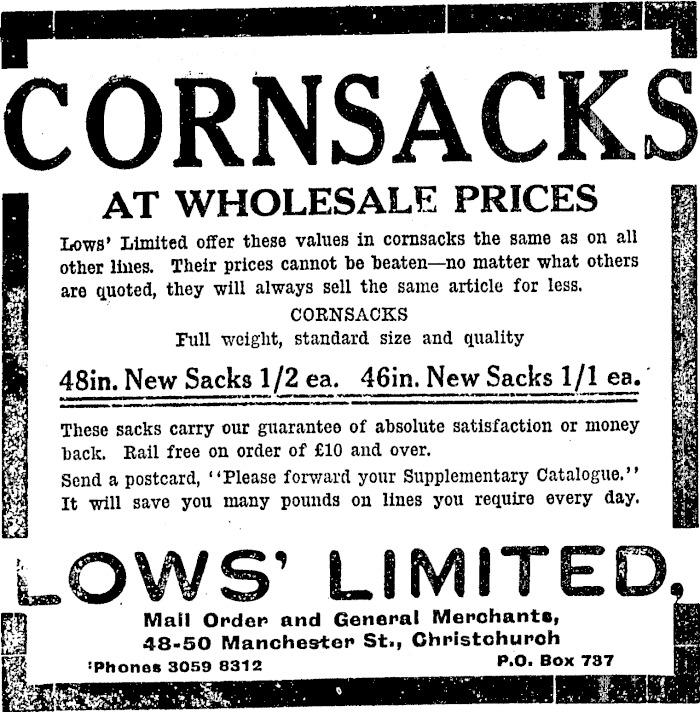 CORNSACKS
AT WHOLESALE PRICES
Lows' Limited offer these values in cornsacks the same as on all
other lines. Their prices cannot be beaten—no matter what others
are quoted, they will always sell the same article for less.
CORNSACKS
Full weight, standard size and quality
48in. New Sacks 1/2 ea. 46in. New Sacks 1/1 ea.
These sacks carry our guarantee of absolute satisfaction or money
back. Rail free on order of £10 and over.
Send a postcard, ''Please forward your Supplementary Catalogue.''
It will save you many pounds on lines you require every day.
LOWS' LIMITED,
Mail Order and General Merchants,
48-50 Manchester St., Christchurch
'Phones 3059 8312 P.O. Box 737